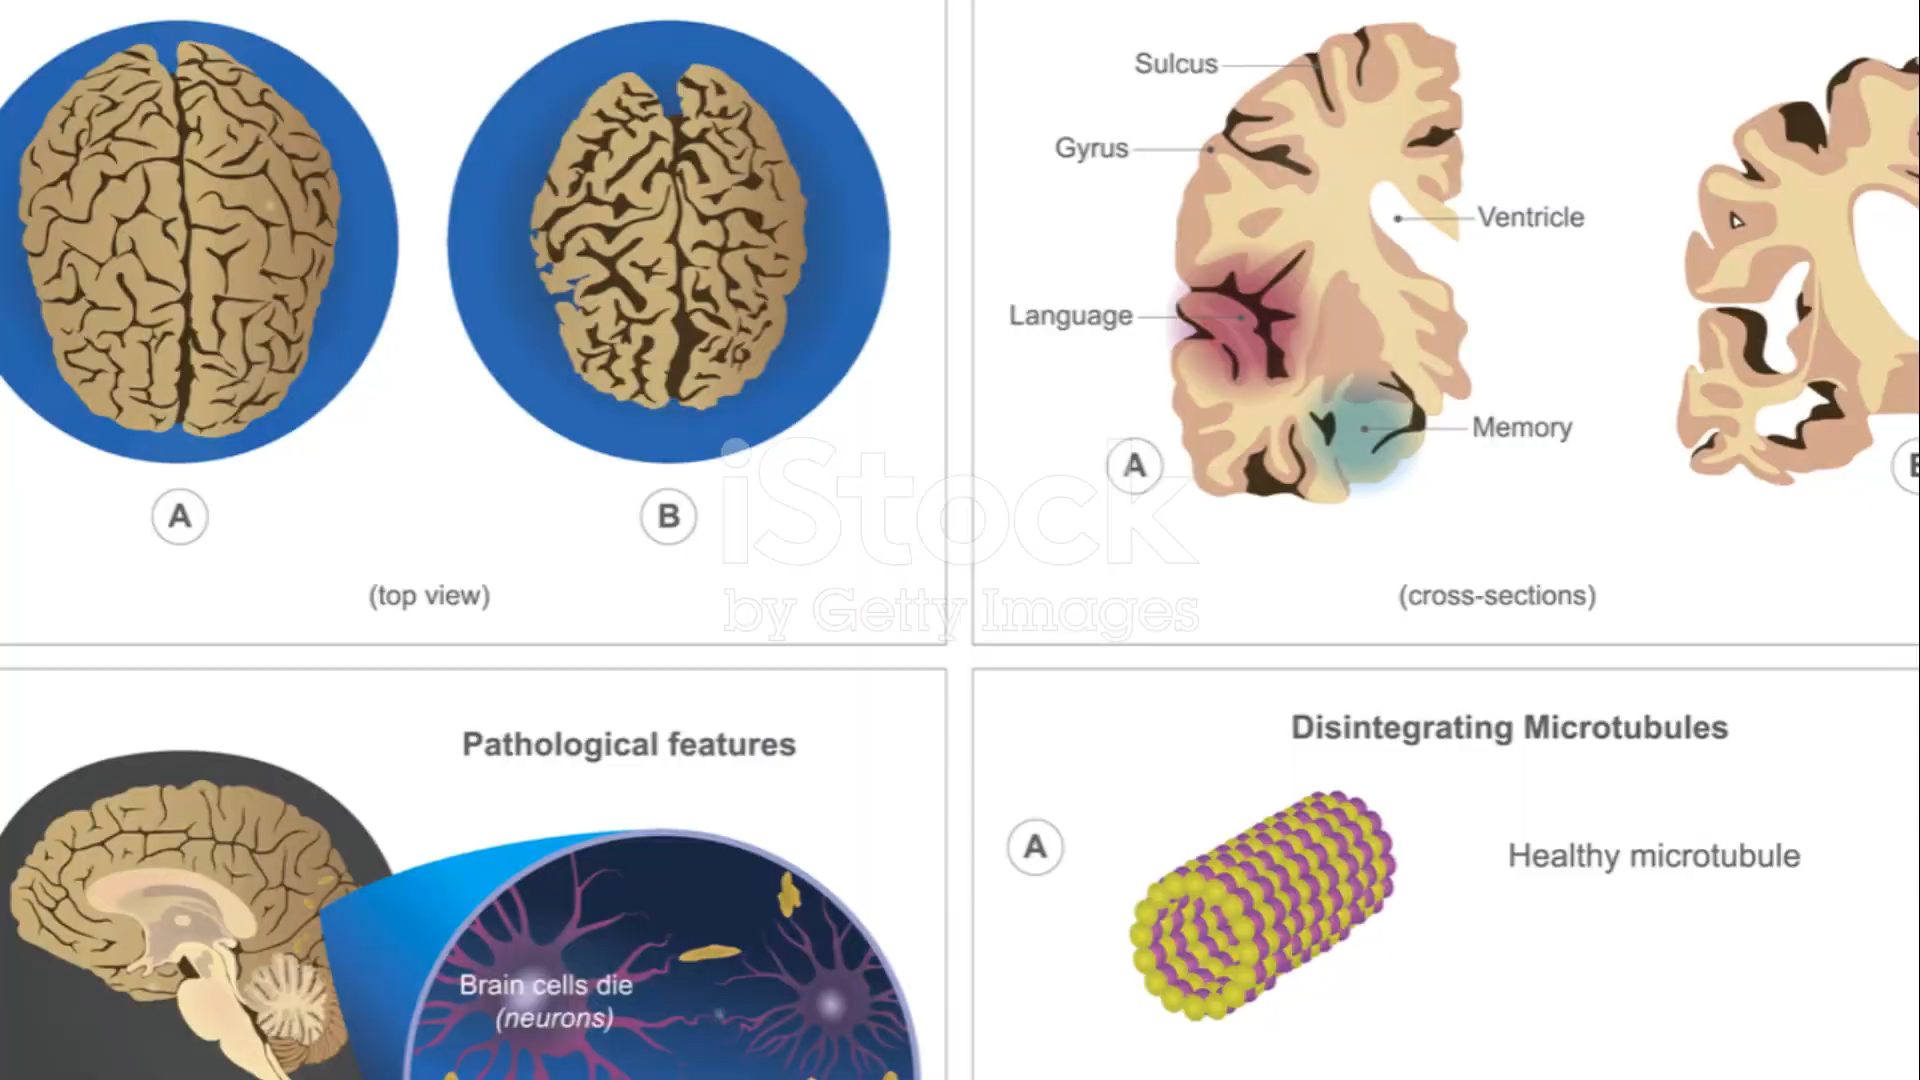 A
B
(top view)
Sulcus
Gyrus
Ventricle
Language
Memory
A
(cross-sections)
iStock
by Getty Images
Pathological features
Brain cells die
(neurons)
Disintegrating Microtubules
A
Healthy microtubule